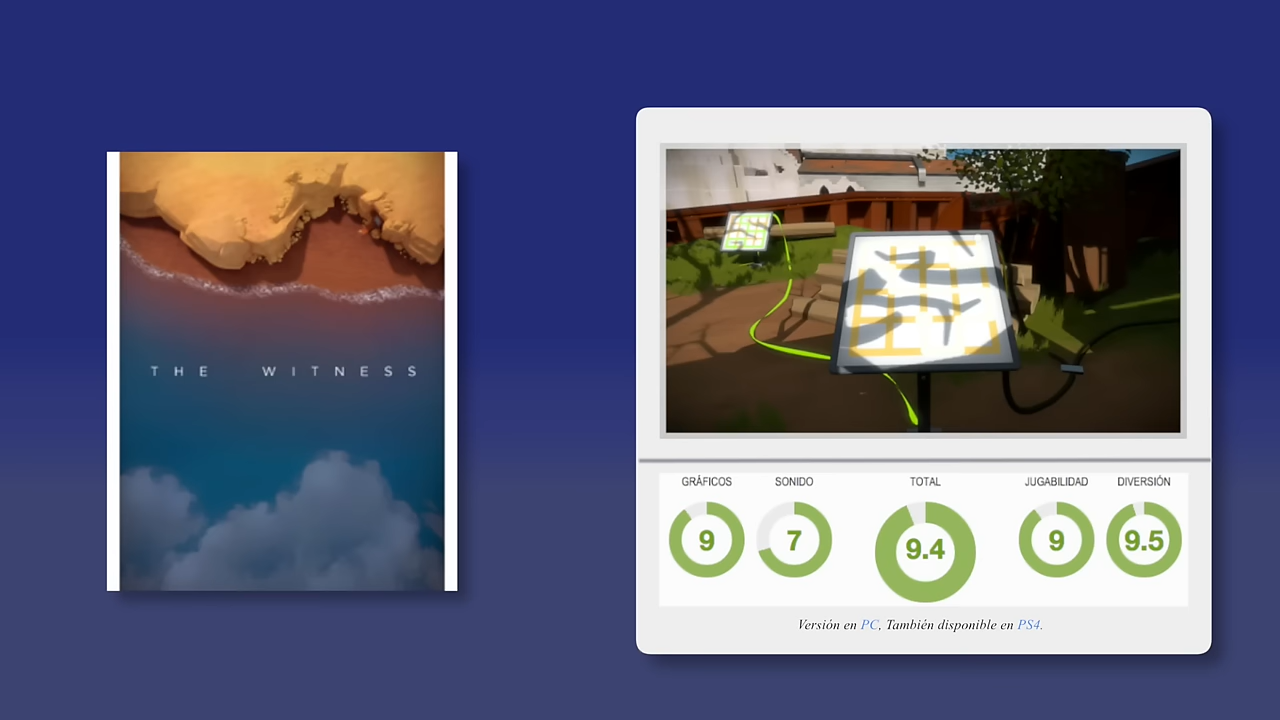 THE WITNESS
GRÁFICOS SONIDO TOTAL JUGABILIDAD DIVERSIÓN
9 7 9.4 9 9.5
Versión en PC, También disponible en PS4.